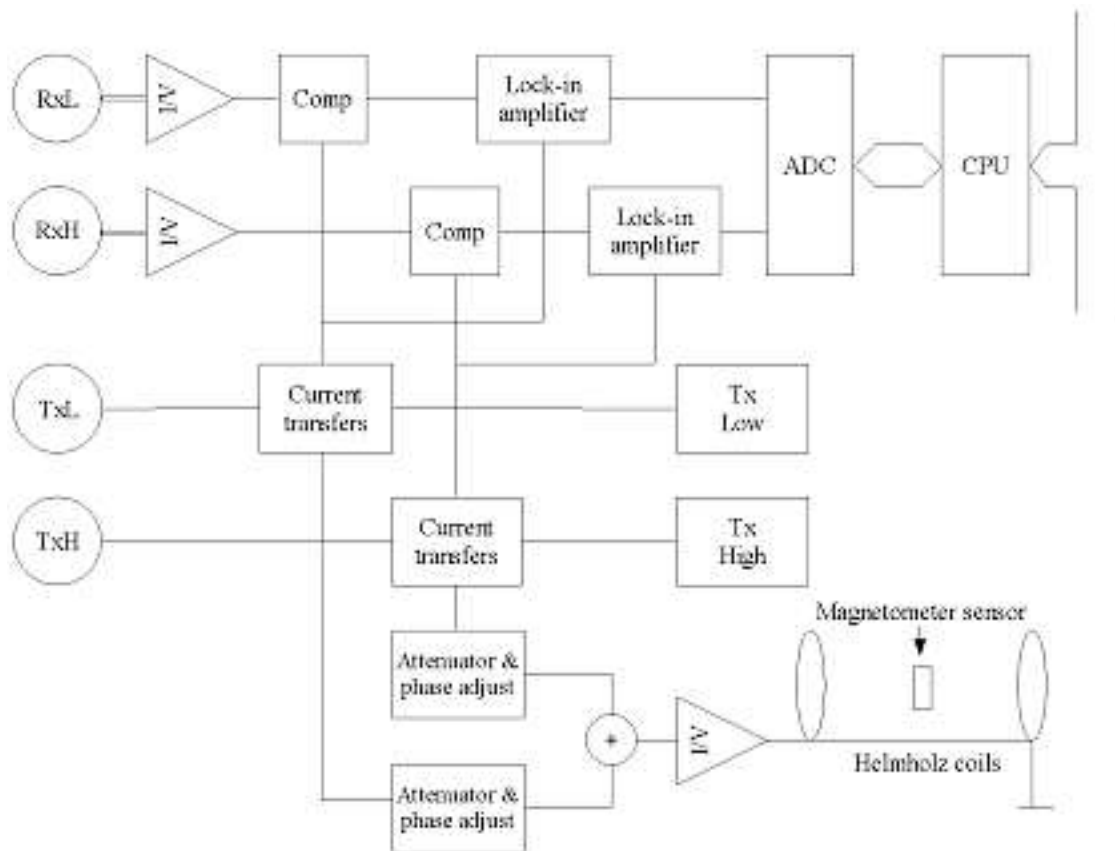 RxL
Comp
Lock-in
amplifier
ADC
CPU
RxH
Comp
Lock-in
amplifier
TxL
Current
transfers
Tx
Low
TxH
Current
transfers
Tx
High
Magnetometer sensor
Attenuator &
phase adjust
+
Helmholz coils
Attenuator &
phase adjust